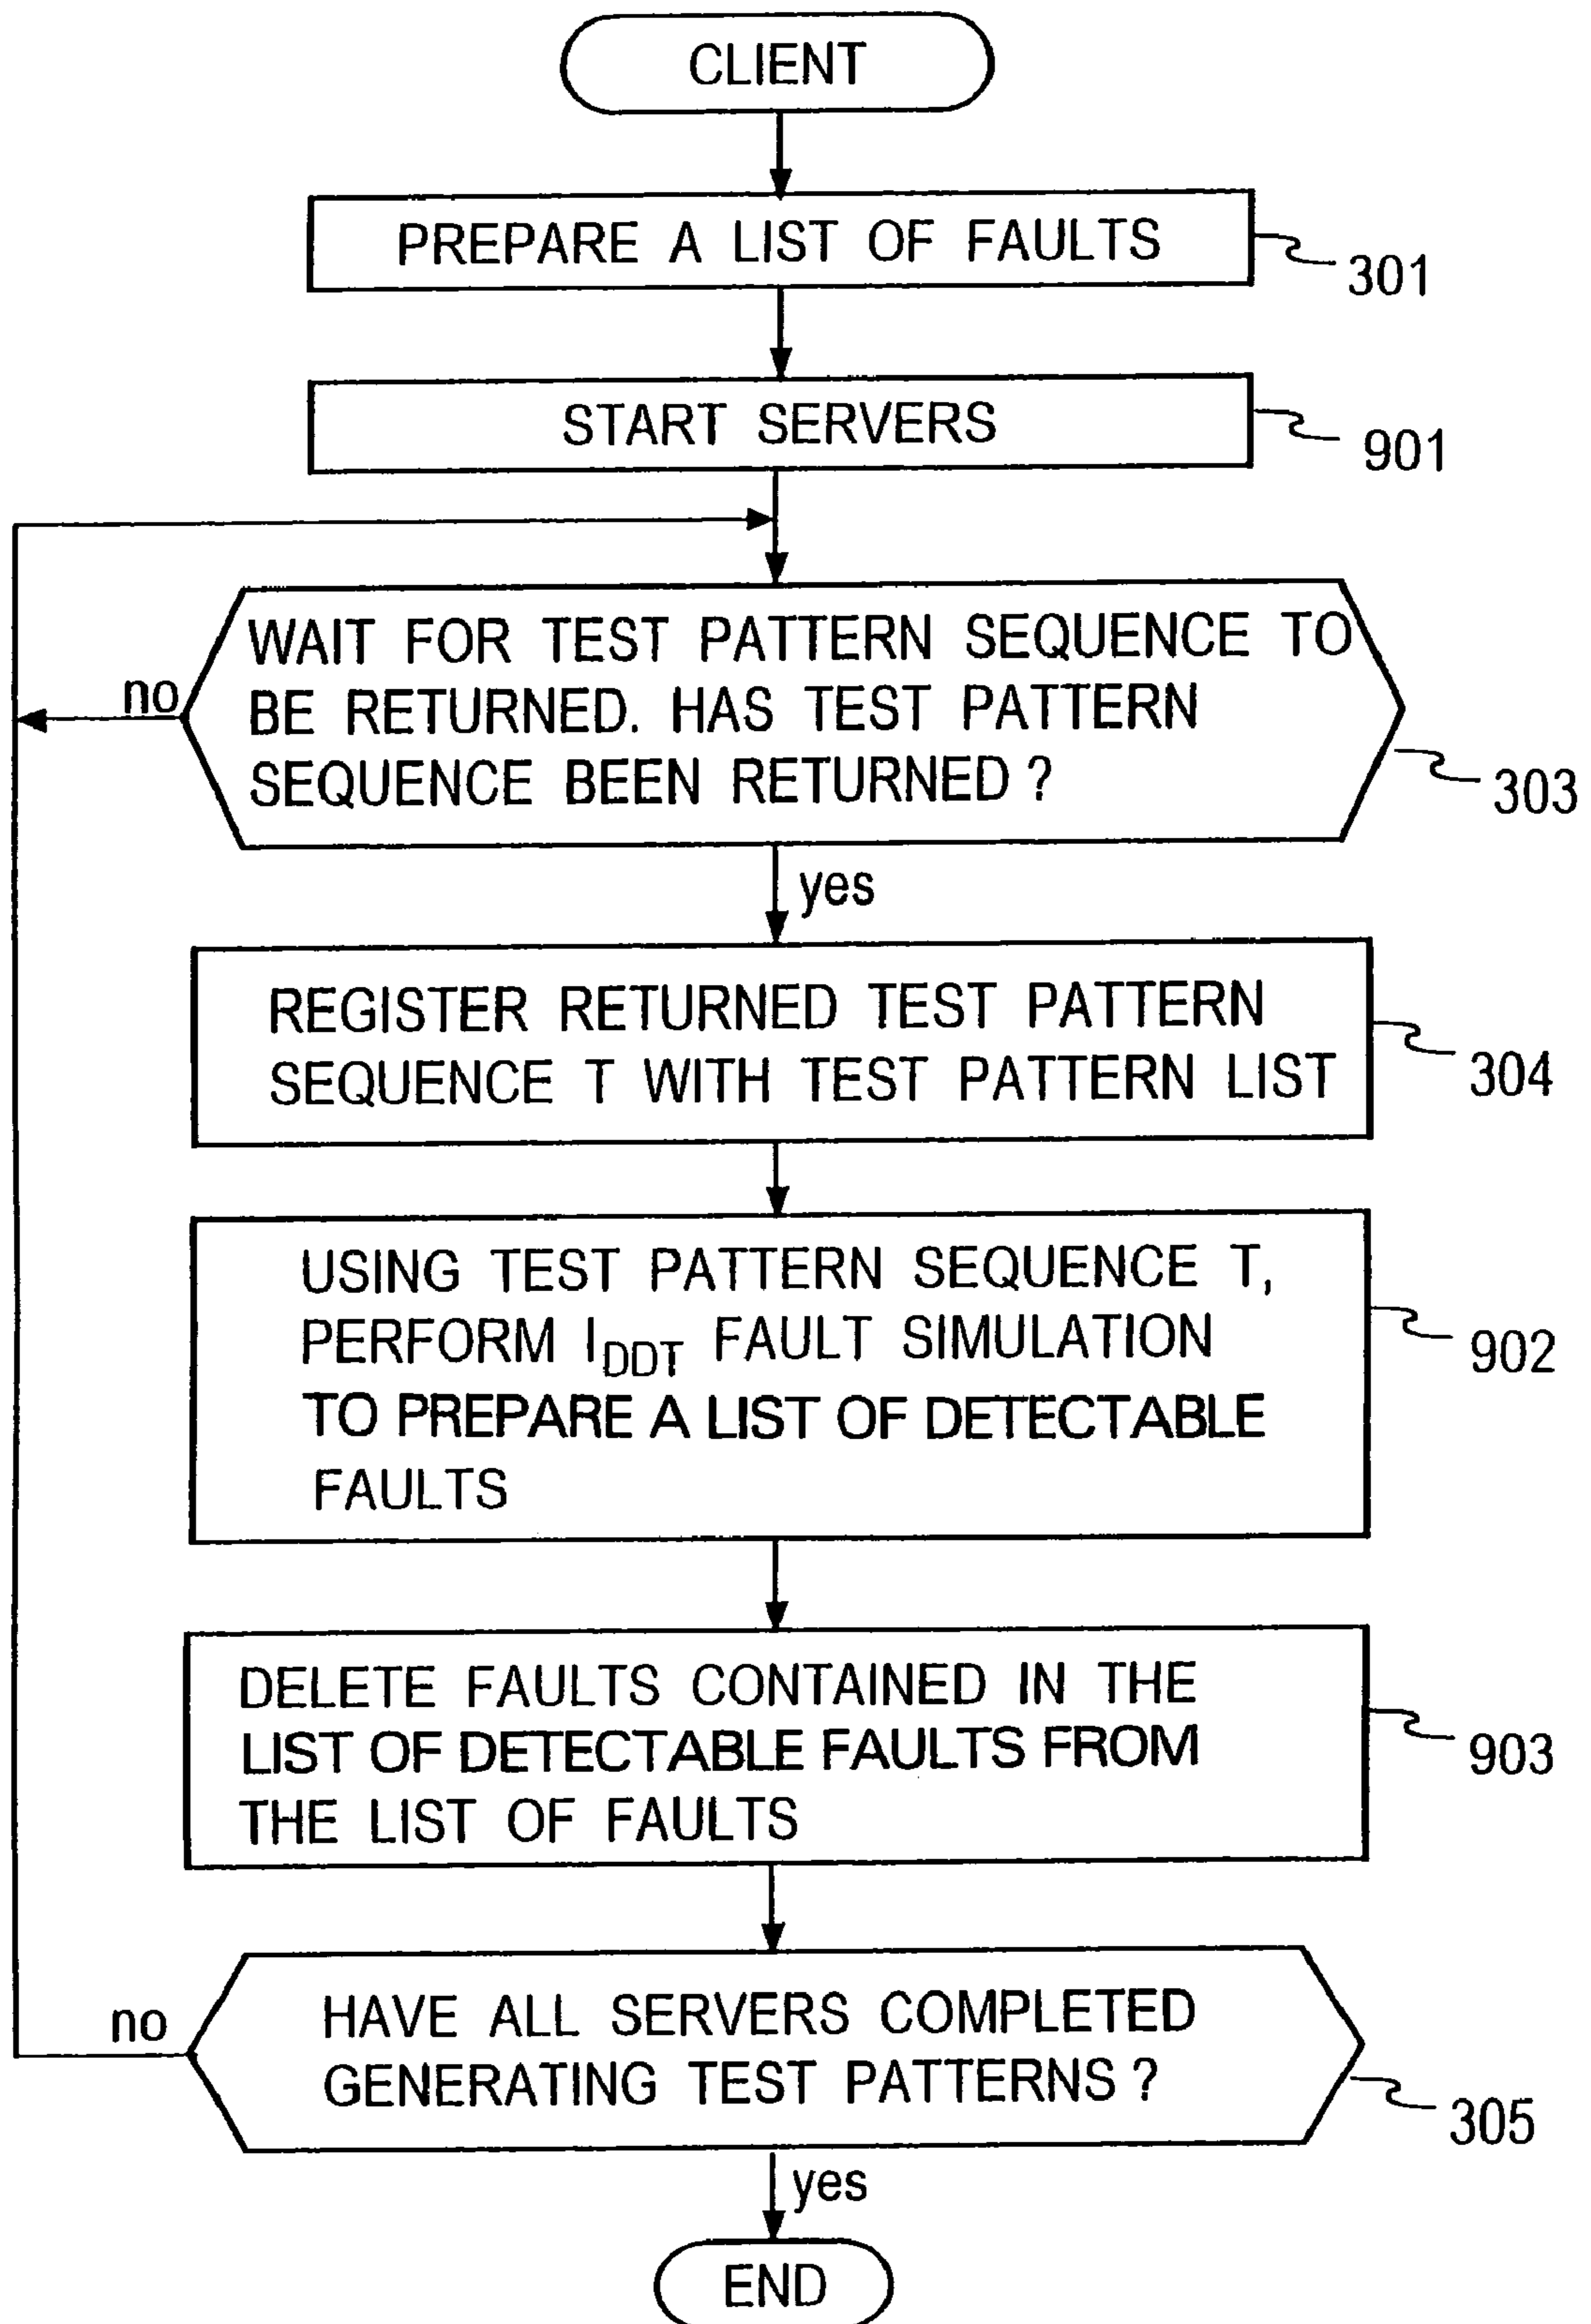 CLIENT
PREPARE A LIST OF FAULTS
301
START SERVERS
901
WAIT FOR TEST PATTERN SEQUENCE TO
BE RETURNED. HAS TEST PATTERN
SEQUENCE BEEN RETURNED ?
no
303
yes
REGISTER RETURNED TEST PATTERN
SEQUENCE T WITH TEST PATTERN LIST
304
USING TEST PATTERN SEQUENCE T,
PERFORM IDDT FAULT SIMULATION
TO PREPARE A LIST OF DETECTABLE
FAULTS
902
DELETE FAULTS CONTAINED IN THE
LIST OF DETECTABLE FAULTS FROM
THE LIST OF FAULTS
903
no
HAVE ALL SERVERS COMPLETED
GENERATING TEST PATTERNS ?
305
yes
END